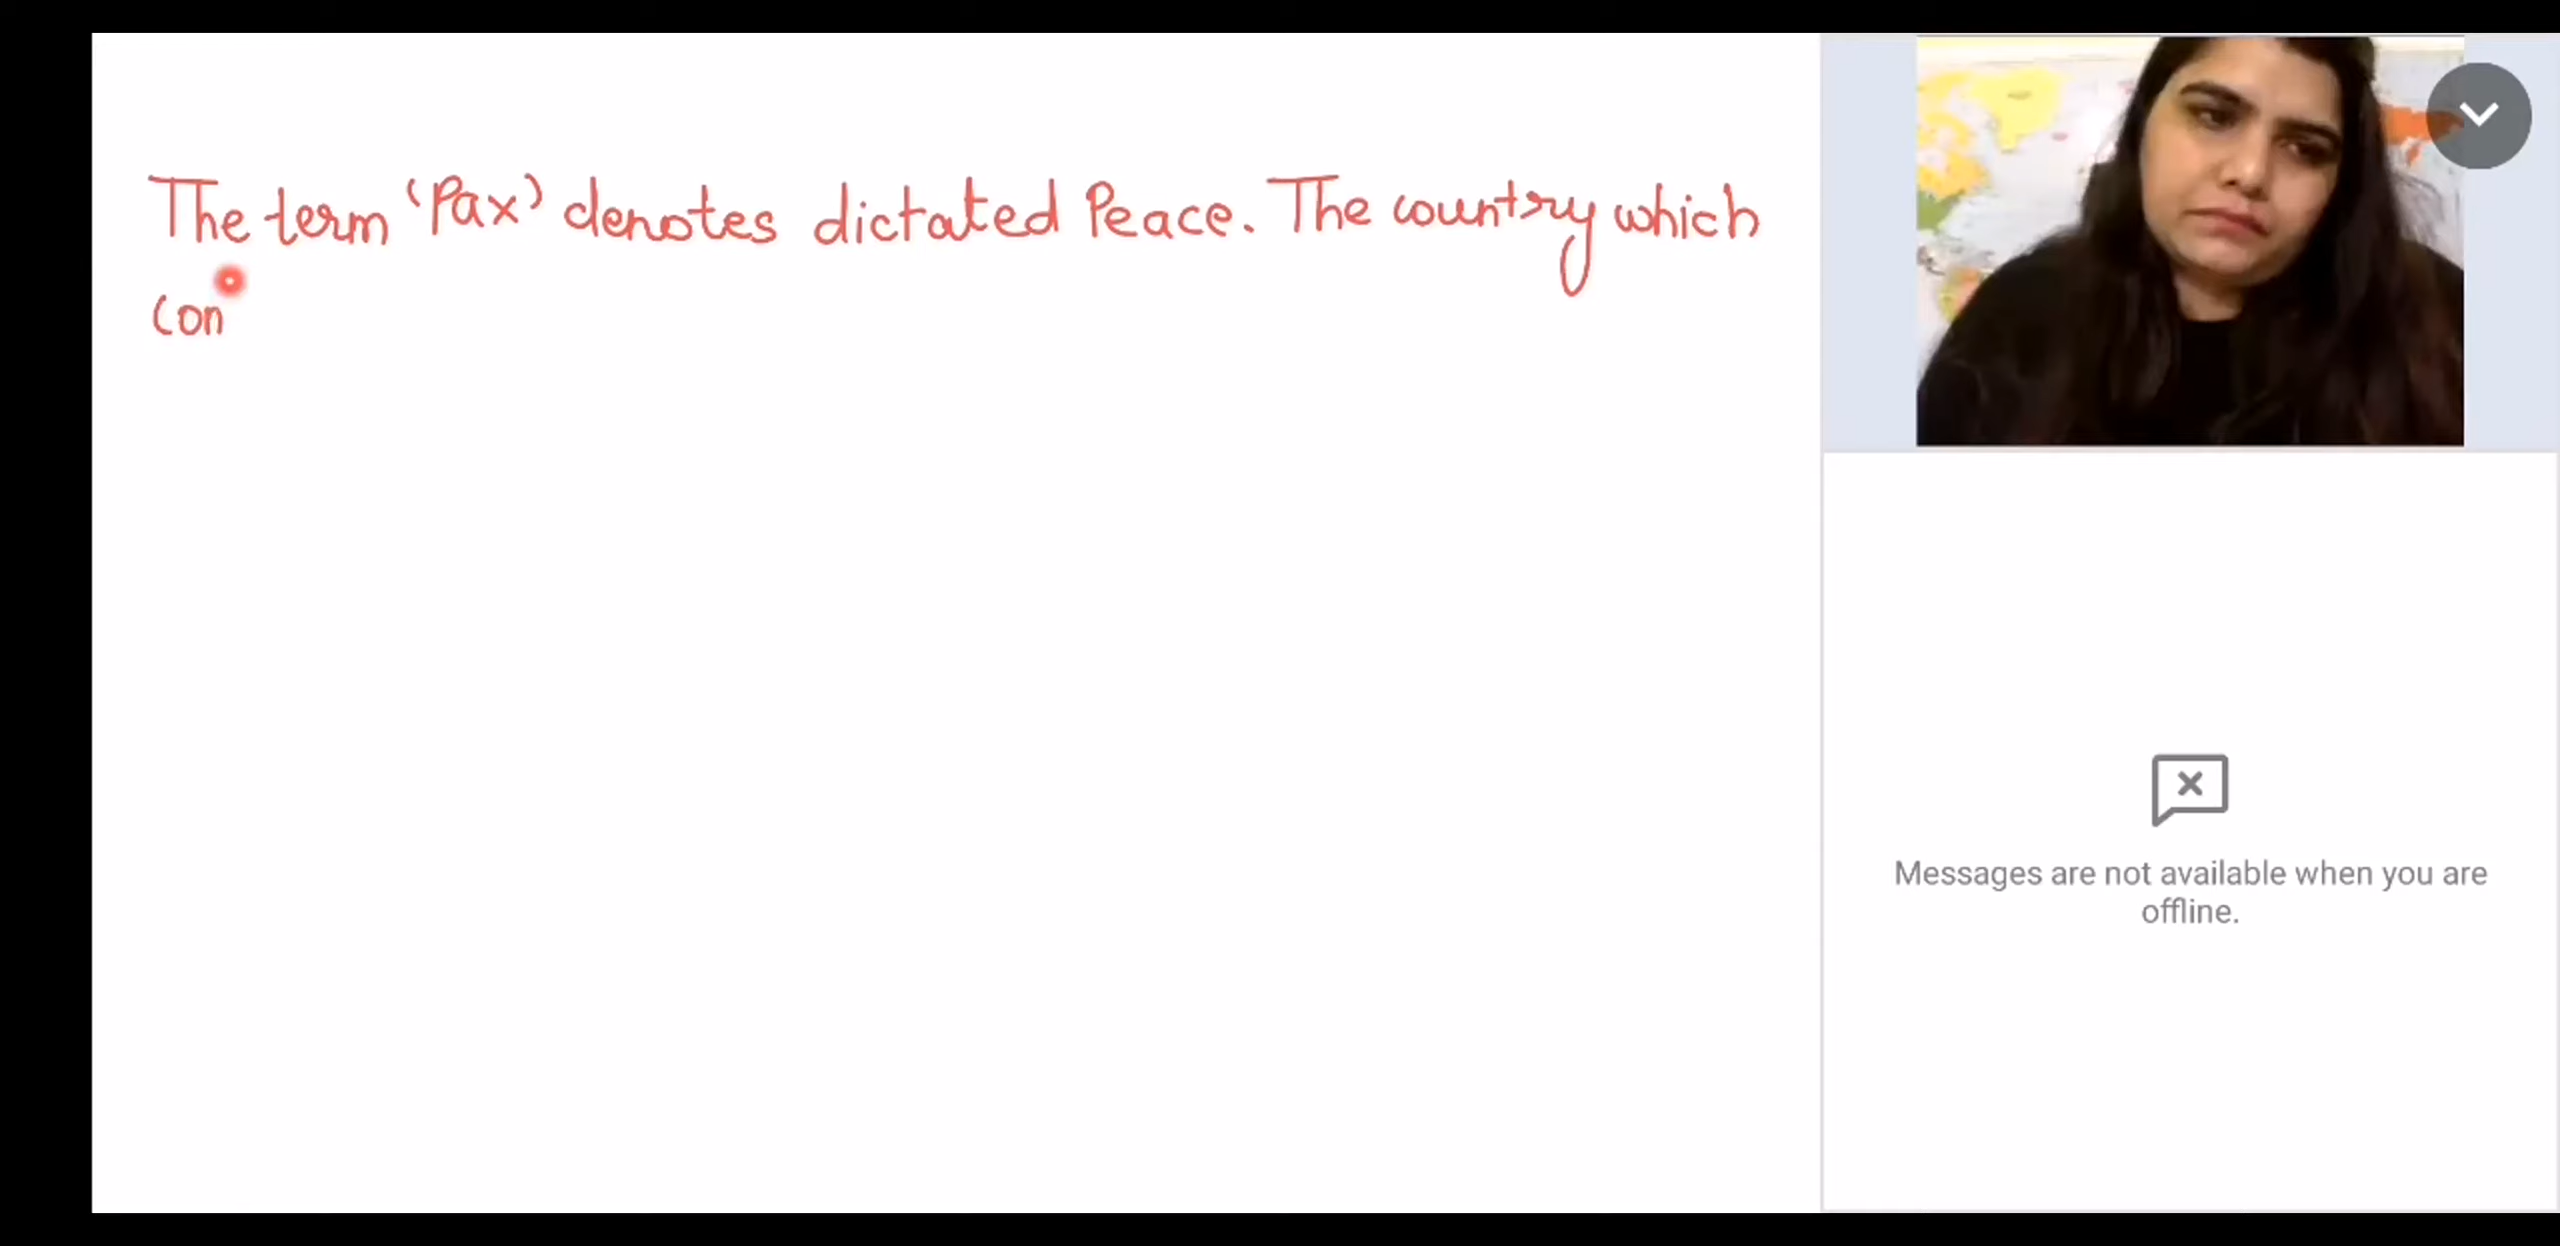 The term 'Pax' denotes dictated Peace. The country which
con
Messages are not available when you are
offline.